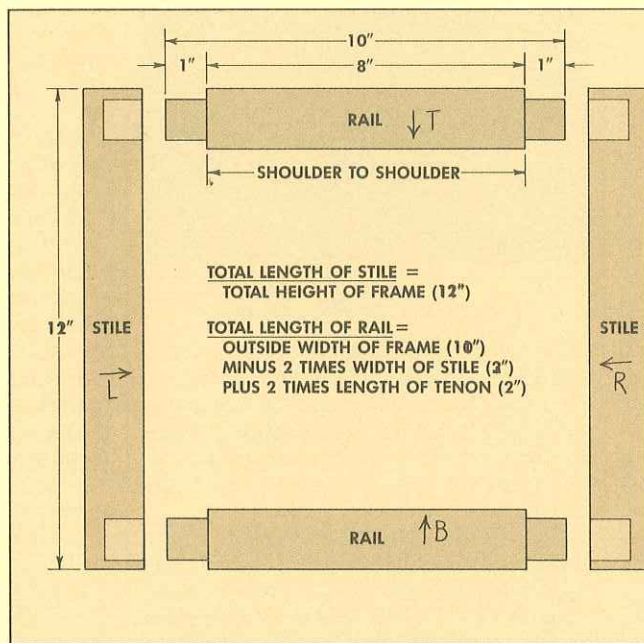 10"
1" 8" 1"
RAIL ↓ T
SHOULDER TO SHOULDER
TOTAL LENGTH OF STILE =
TOTAL HEIGHT OF FRAME (12")
12" STILE STILE
TOTAL LENGTH OF RAIL =
OUTSIDE WIDTH OF FRAME (10")
MINUS 2 TIMES WIDTH OF STILE (2")
PLUS 2 TIMES LENGTH OF TENON (2")
→ L ← R
RAIL ↑ B